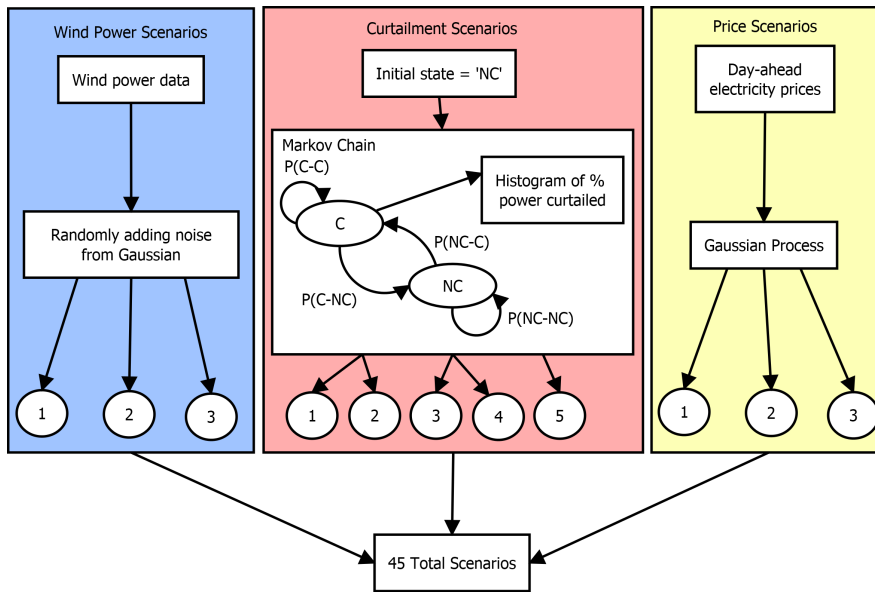 Wind Power Scenarios
Wind power data
Randomly adding noise
from Gaussian
1
2
3
Curtailment Scenarios
Initial state = 'NC'
Markov Chain
P(C-C)
Histogram of %
power curtailed
C
P(NC-C)
NC
P(C-NC)
P(NC-NC)
1
2
3
4
5
Price Scenarios
Day-ahead
electricity prices
Gaussian Process
1
2
3
45 Total Scenarios